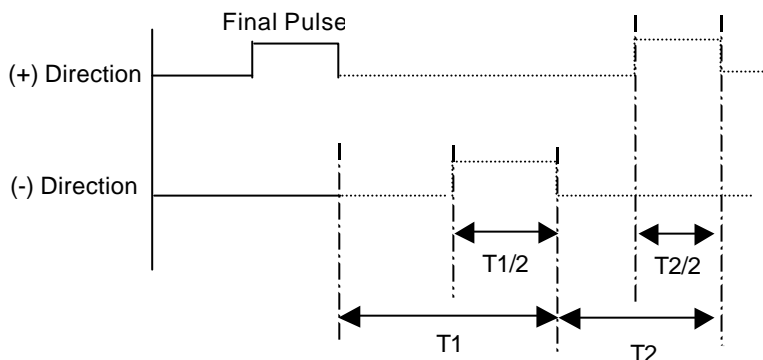 Final Pulse
(+) Direction
(-) Direction
T1/2
T2/2
T1
T2